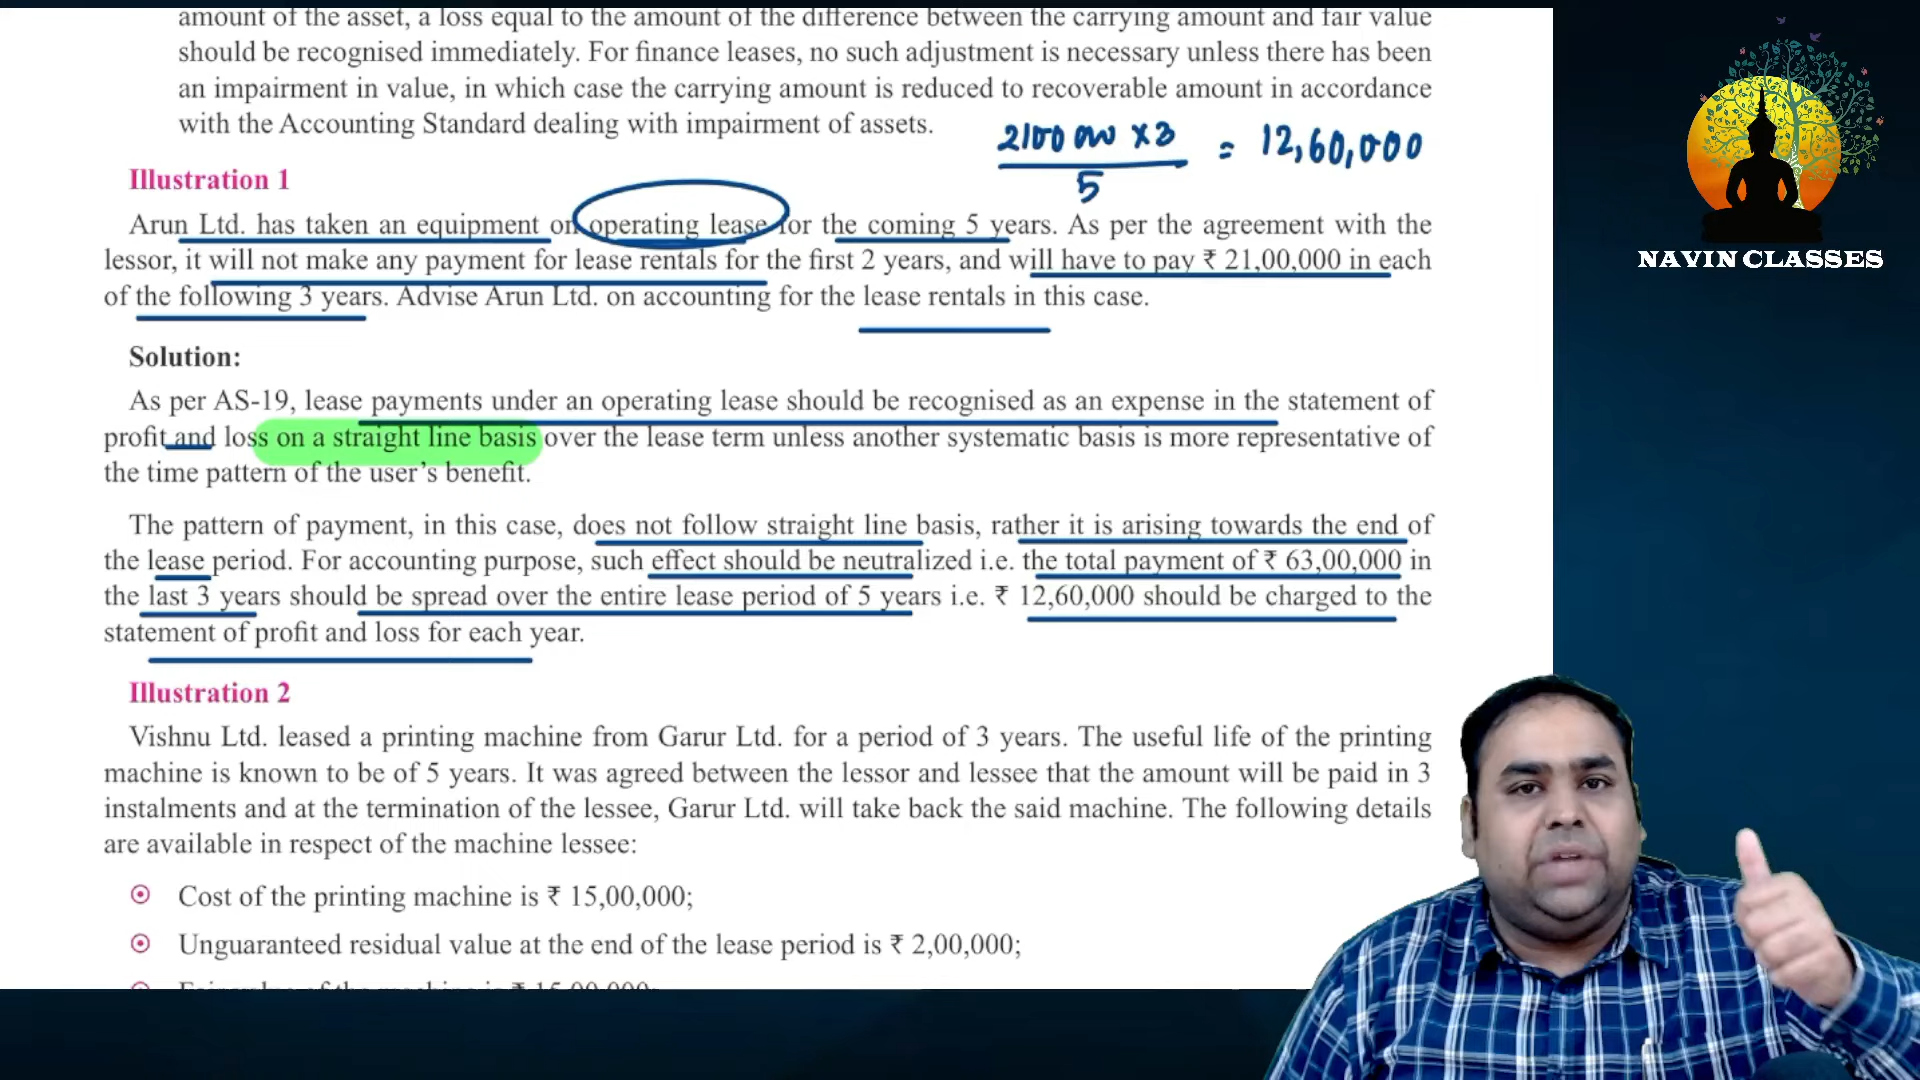 amount of the asset, a loss equal to the amount of the difference between the carrying amount and fair value
should be recognised immediately. For finance leases, no such adjustment is necessary unless there has been
an impairment in value, in which case the carrying amount is reduced to recoverable amount in accordance
with the Accounting Standard dealing with impairment of assets.
2100 000 × 3 / 5 = 12,60,000
Illustration 1
Arun Ltd. has taken an equipment on operating lease for the coming 5 years. As per the agreement with the
lessor, it will not make any payment for lease rentals for the first 2 years, and will have to pay ₹ 21,00,000 in each
of the following 3 years. Advise Arun Ltd. on accounting for the lease rentals in this case.
Solution:
As per AS-19, lease payments under an operating lease should be recognised as an expense in the statement of
profit and loss on a straight line basis over the lease term unless another systematic basis is more representative of
the time pattern of the user’s benefit.
The pattern of payment, in this case, does not follow straight line basis, rather it is arising towards the end of
the lease period. For accounting purpose, such effect should be neutralized i.e. the total payment of ₹ 63,00,000 in
the last 3 years should be spread over the entire lease period of 5 years i.e. ₹ 12,60,000 should be charged to the
statement of profit and loss for each year.
Illustration 2
Vishnu Ltd. leased a printing machine from Garur Ltd. for a period of 3 years. The useful life of the printing
machine is known to be of 5 years. It was agreed between the lessor and lessee that the amount will be paid in 3
instalments and at the termination of the lessee, Garur Ltd. will take back the said machine. The following details
are available in respect of the machine lessee:
Cost of the printing machine is ₹ 15,00,000;
Unguaranteed residual value at the end of the lease period is ₹ 2,00,000;
Fair value of the machine is ₹ 15,00,000;
NAVIN CLASSES